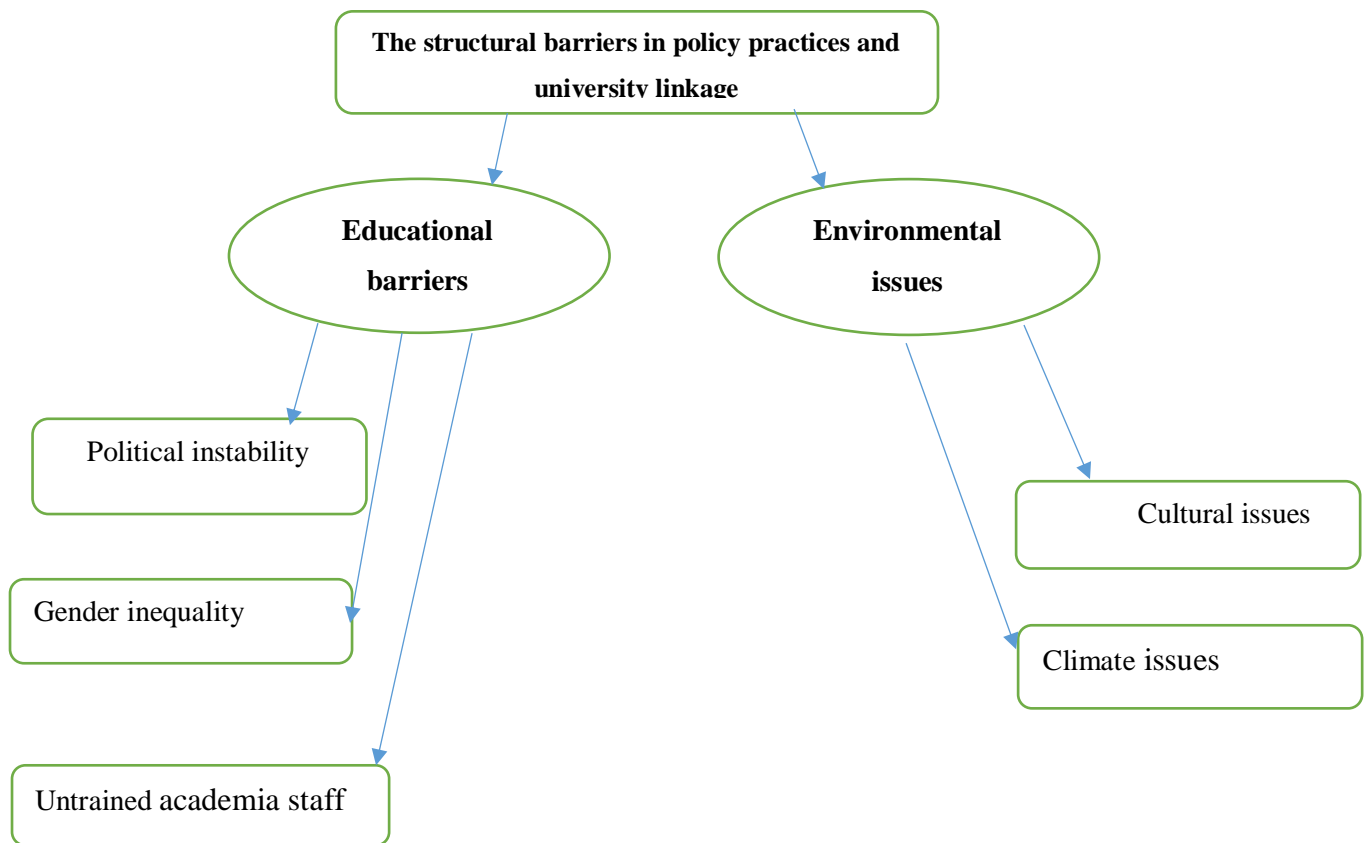 The structural barriers in policy practices and
university linkage
Educational
barriers
Environmental
issues
Political instability
Cultural issues
Gender inequality
Climate issues
Untrained academia staff